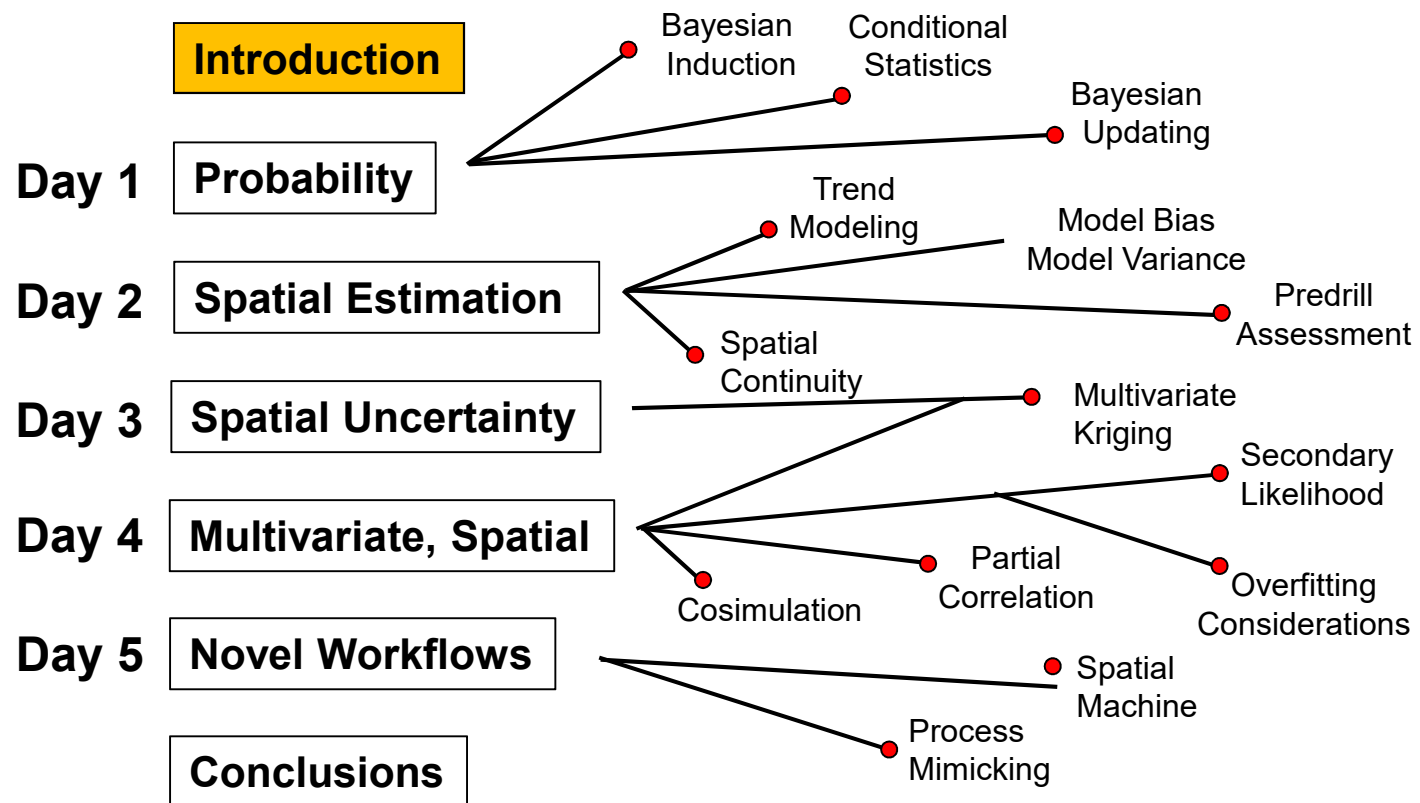 Introduction
Bayesian
Induction
Conditional
Statistics
Bayesian
Updating
Day 1
Probability
Trend
Modeling
Model Bias
Model Variance
Day 2
Spatial Estimation
Predrill
Assessment
Spatial
Continuity
Day 3
Spatial Uncertainty
Multivariate
Kriging
Secondary
Likelihood
Day 4
Multivariate, Spatial
Partial
Correlation
Overfitting
Considerations
Cosimulation
Day 5
Novel Workflows
Spatial
Machine
Process
Mimicking
Conclusions